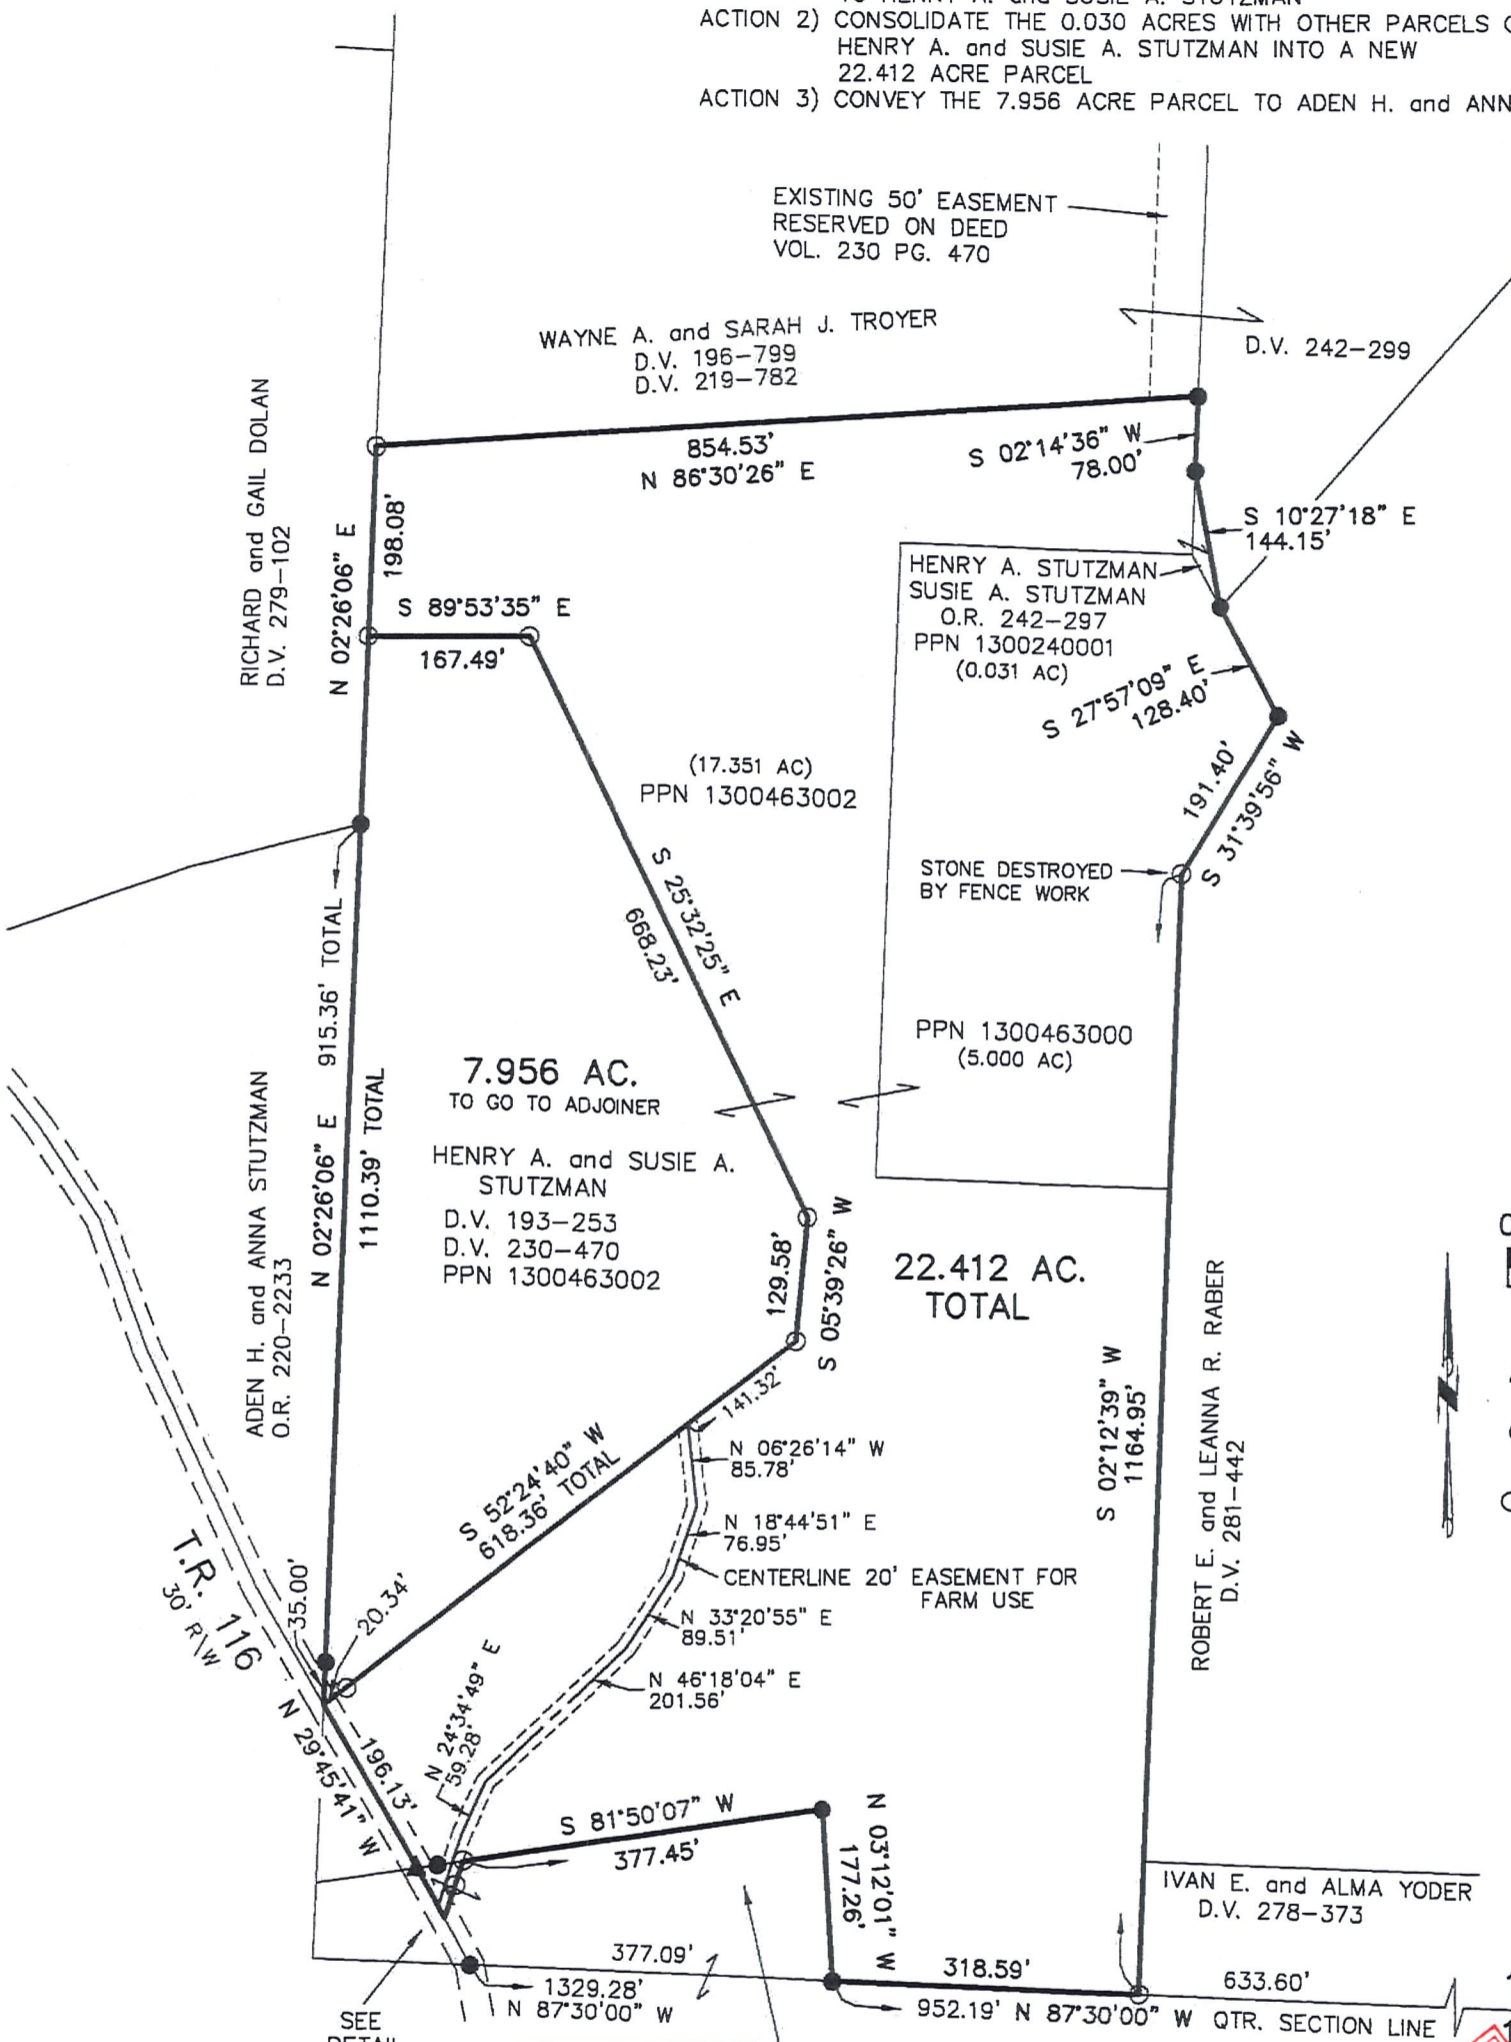 ACTION 2) CONSOLIDATE THE 0.030 ACRES WITH OTHER PARCELS
HENRY A. and SUSIE A. STUTZMAN INTO A NEW
22.412 ACRE PARCEL
ACTION 3) CONVEY THE 7.956 ACRE PARCEL TO ADEN H. and ANN
EXISTING 50' EASEMENT
RESERVED ON DEED
VOL. 230 PG. 470
WAYNE A. and SARAH J. TROYER
D.V. 196-799
D.V. 219-782
D.V. 242-299
854.53'
N 86°30'26" E
S 02°14'36" W
78.00'
S 10°27'18" E
144.15'
RICHARD and GAIL DOLAN
D.V. 279-102
N 02°26'06" E
198.08'
S 89°53'35" E
167.49'
HENRY A. STUTZMAN
SUSIE A. STUTZMAN
O.R. 242-297
PPN 1300240001
(0.031 AC)
S 27°57'09" E
128.40'
191.40'
S 31°39'56" W
(17.351 AC)
PPN 1300463002
STONE DESTROYED
BY FENCE WORK
S 25°32'25" E
668.23'
915.36' TOTAL
N 02°26'06" E
1110.39' TOTAL
PPN 1300463000
(5.000 AC)
7.956 AC.
TO GO TO ADJOINER
HENRY A. and SUSIE A.
STUTZMAN
D.V. 193-253
D.V. 230-470
PPN 1300463002
ADEN H. and ANNA STUTZMAN
O.R. 220-2233
129.58'
S 05°39'26" W
22.412 AC.
TOTAL
S 02°12'39" W
1164.95'
ROBERT E. and LEANNA R. RABER
D.V. 281-442
141.32'
S 52°24'40" W
618.36' TOTAL
N 06°26'14" W
85.78'
N 18°44'51" E
76.95'
CENTERLINE 20' EASEMENT FOR
FARM USE
N 33°20'55" E
89.51'
N 46°18'04" E
201.56'
N 24°34'49" E
59.28'
T.R. 116
30' R\W
35.00'
20.34'
196.13'
N 29°45'41" W
S 81°50'07" W
377.45'
N 03°12'01" W
177.26'
IVAN E. and ALMA YODER
D.V. 278-373
377.09'
1329.28'
N 87°30'00" W
318.59'
633.60'
952.19' N 87°30'00" W QTR. SECTION LINE
SEE